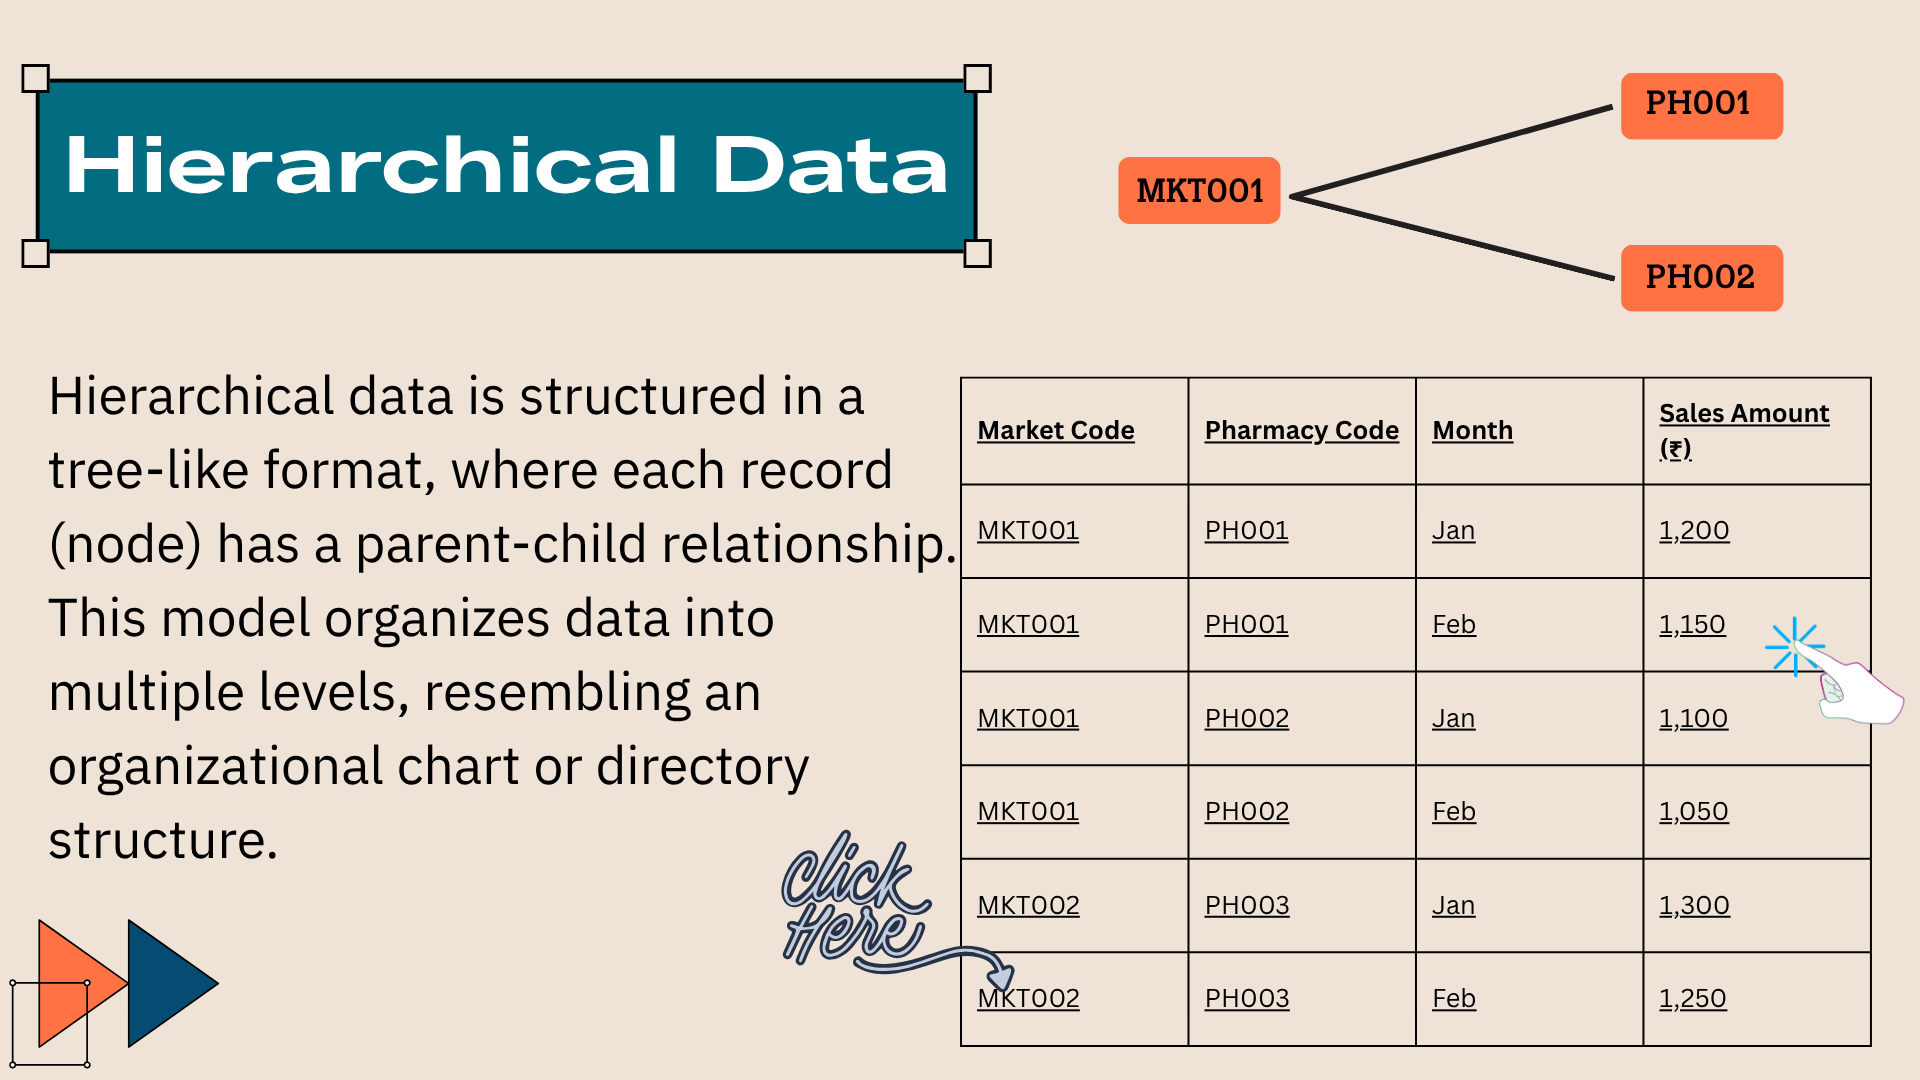 Hierarchical Data
MKT001
PH001
PH002
Hierarchical data is structured in a
tree-like format, where each record
(node) has a parent-child relationship.
This model organizes data into
multiple levels, resembling an
organizational chart or directory
structure.
Click
Here
Market Code Pharmacy Code Month Sales Amount
(₹)
MKT001 PH001 Jan 1,200
MKT001 PH001 Feb 1,150
MKT001 PH002 Jan 1,100
MKT001 PH002 Feb 1,050
MKT002 PH003 Jan 1,300
MKT002 PH003 Feb 1,250